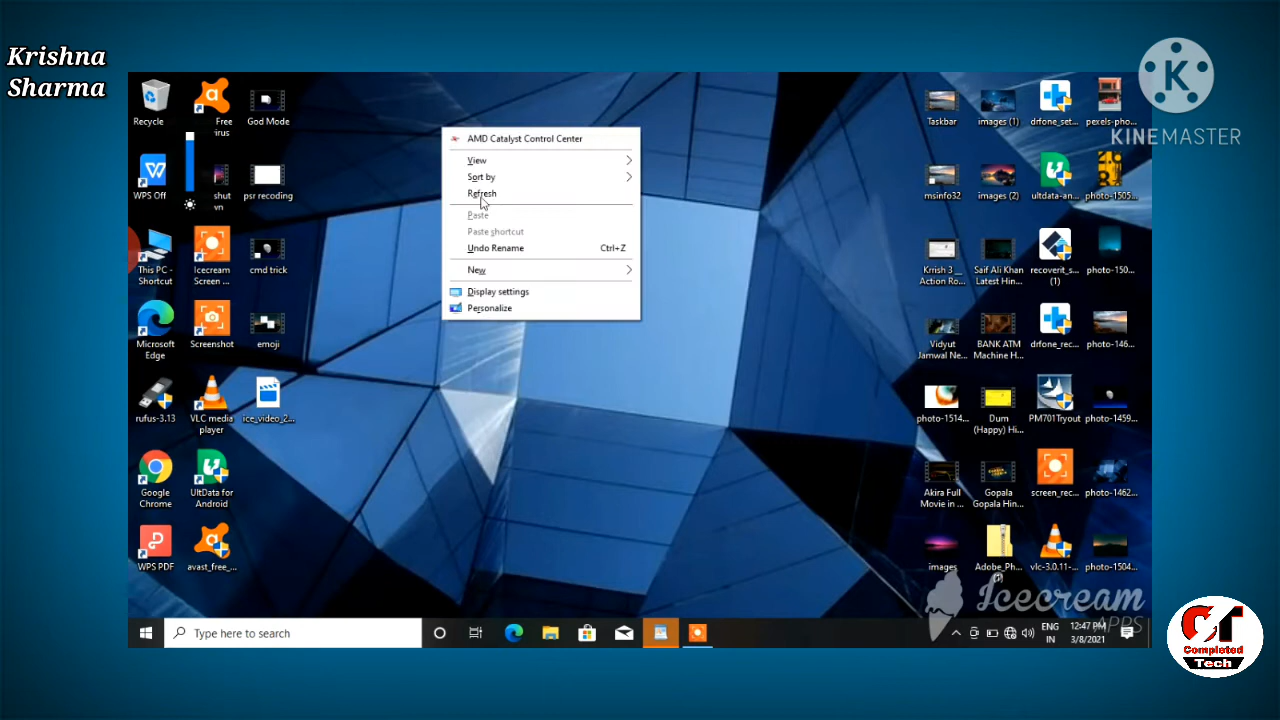 Krishna
Sharma
KINEMASTER
Recycle
Free
irus
God Mode
WPS Off
shut
vn
psr recoding
This PC -
Shortcut
Icecream
Screen ...
cmd trick
Microsoft
Edge
Screenshot
emoji
rufus-3.13
VLC media
player
ice_video_2...
Google
Chrome
UltData for
Android
WPS PDF
avast_free_...
AMD Catalyst Control Center
View
Sort by
Refresh
Paste
Paste shortcut
Undo Rename Ctrl+Z
New
Display settings
Personalize
Taskbar
images (1)
drfone_set...
pexels-pho...
msinfo32
images (2)
ultdata-an...
photo-1505...
Krrish 3 __
Action Ro...
Saif Ali Khan
Latest Hin...
recoverit_s...
(1)
photo-150...
Vidyut
Jamwal Ne...
BANK ATM
Machine H...
drfone_rec...
photo-146...
photo-1514...
Dum
(Happy) Hi...
PM701Tryout
photo-1459...
Akira Full
Movie in ...
Gopala
Gopala Hin...
screen_rec...
photo-1462...
images
Adobe_Ph...
(1)
vlc-3.0.11-...
photo-1504...
Icecream
APPS
Type here to search
ENG
IN
12:47 PM
3/8/2021
Completed
Tech